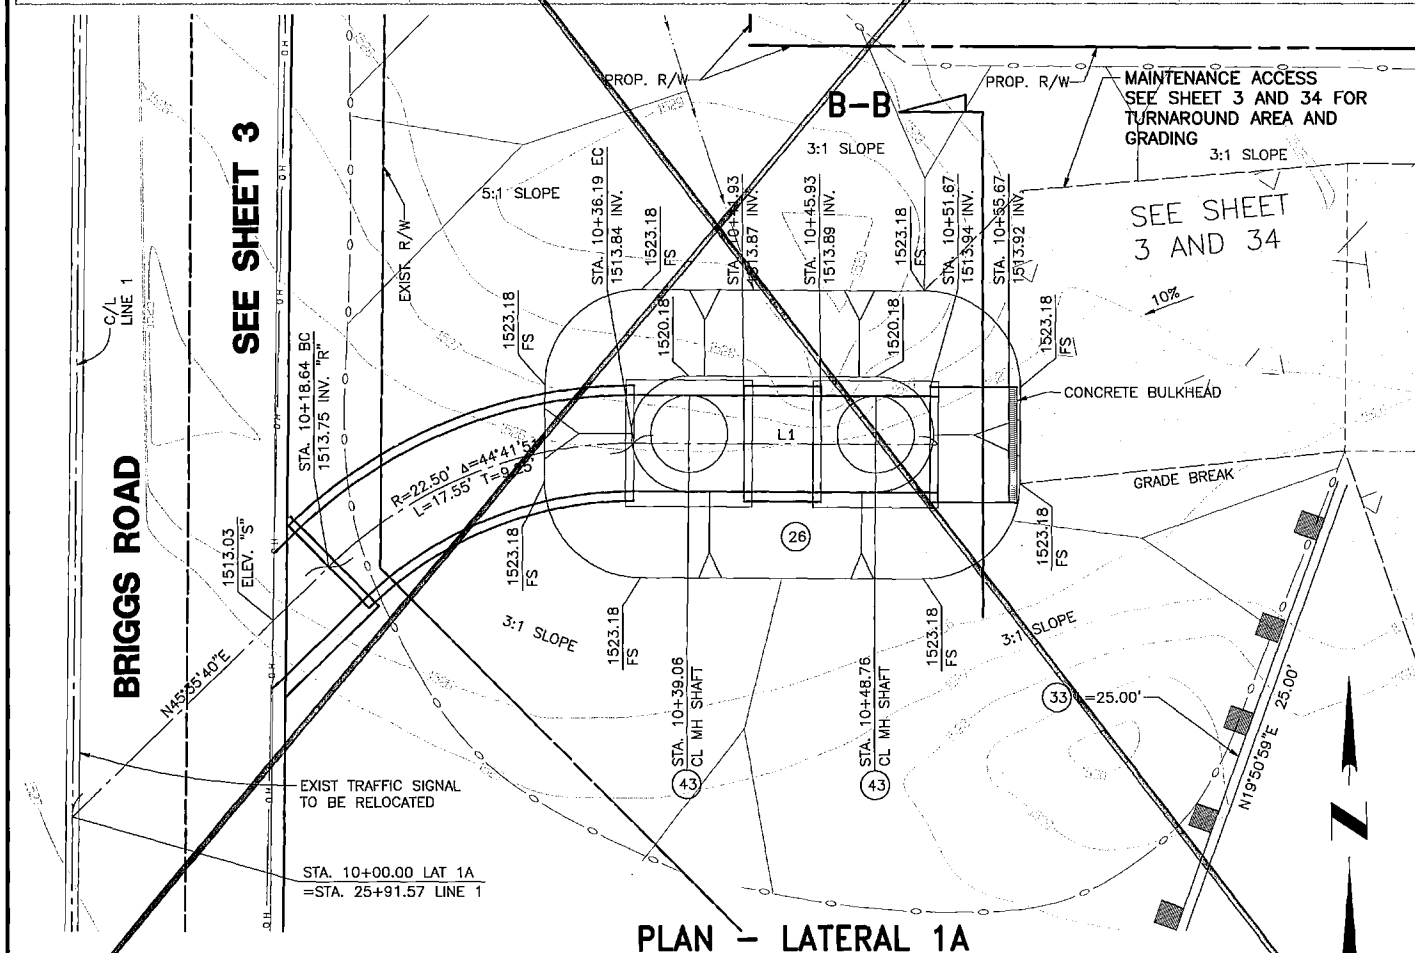 PROP. R/W
B-B
PROP. R/W
MAINTENANCE ACCESS
SEE SHEET 3 AND 34 FOR
TURNAROUND AREA AND
GRADING
3:1 SLOPE
3:1 SLOPE
5:1 SLOPE
SEE SHEET
3 AND 34
10%
SEE SHEET 3
BRIGGS ROAD
C/L
LINE 1
EXIST. R/W
STA. 10+18.64 BC
1513.75 INV. "R"
1513.03
ELEV. "S"
1523.18
FS
STA. 10+36.19 EC
1513.84 INV.
1523.18
FS
1520.18
STA. 10+45.93
1513.89 INV.
1520.18
1523.18
FS
STA. 10+51.67
1513.94 INV.
STA. 10+55.67
1513.92 INV.
1523.18
FS
CONCRETE BULKHEAD
L1
R=22.50' Δ=44°41'51"
L=17.55' T=9.25'
GRADE BREAK
26
1523.18
FS
1523.18
FS
3:1 SLOPE
1523.18
FS
1523.18
FS
3:1 SLOPE
N45°35'40"E
STA. 10+39.06
CL MH SHAFT
43
STA. 10+48.76
CL MH SHAFT
43
33
=25.00'
N19°50'59"E 25.00'
EXIST TRAFFIC SIGNAL
TO BE RELOCATED
STA. 10+00.00 LAT 1A
=STA. 25+91.57 LINE 1
PLAN - LATERAL 1A